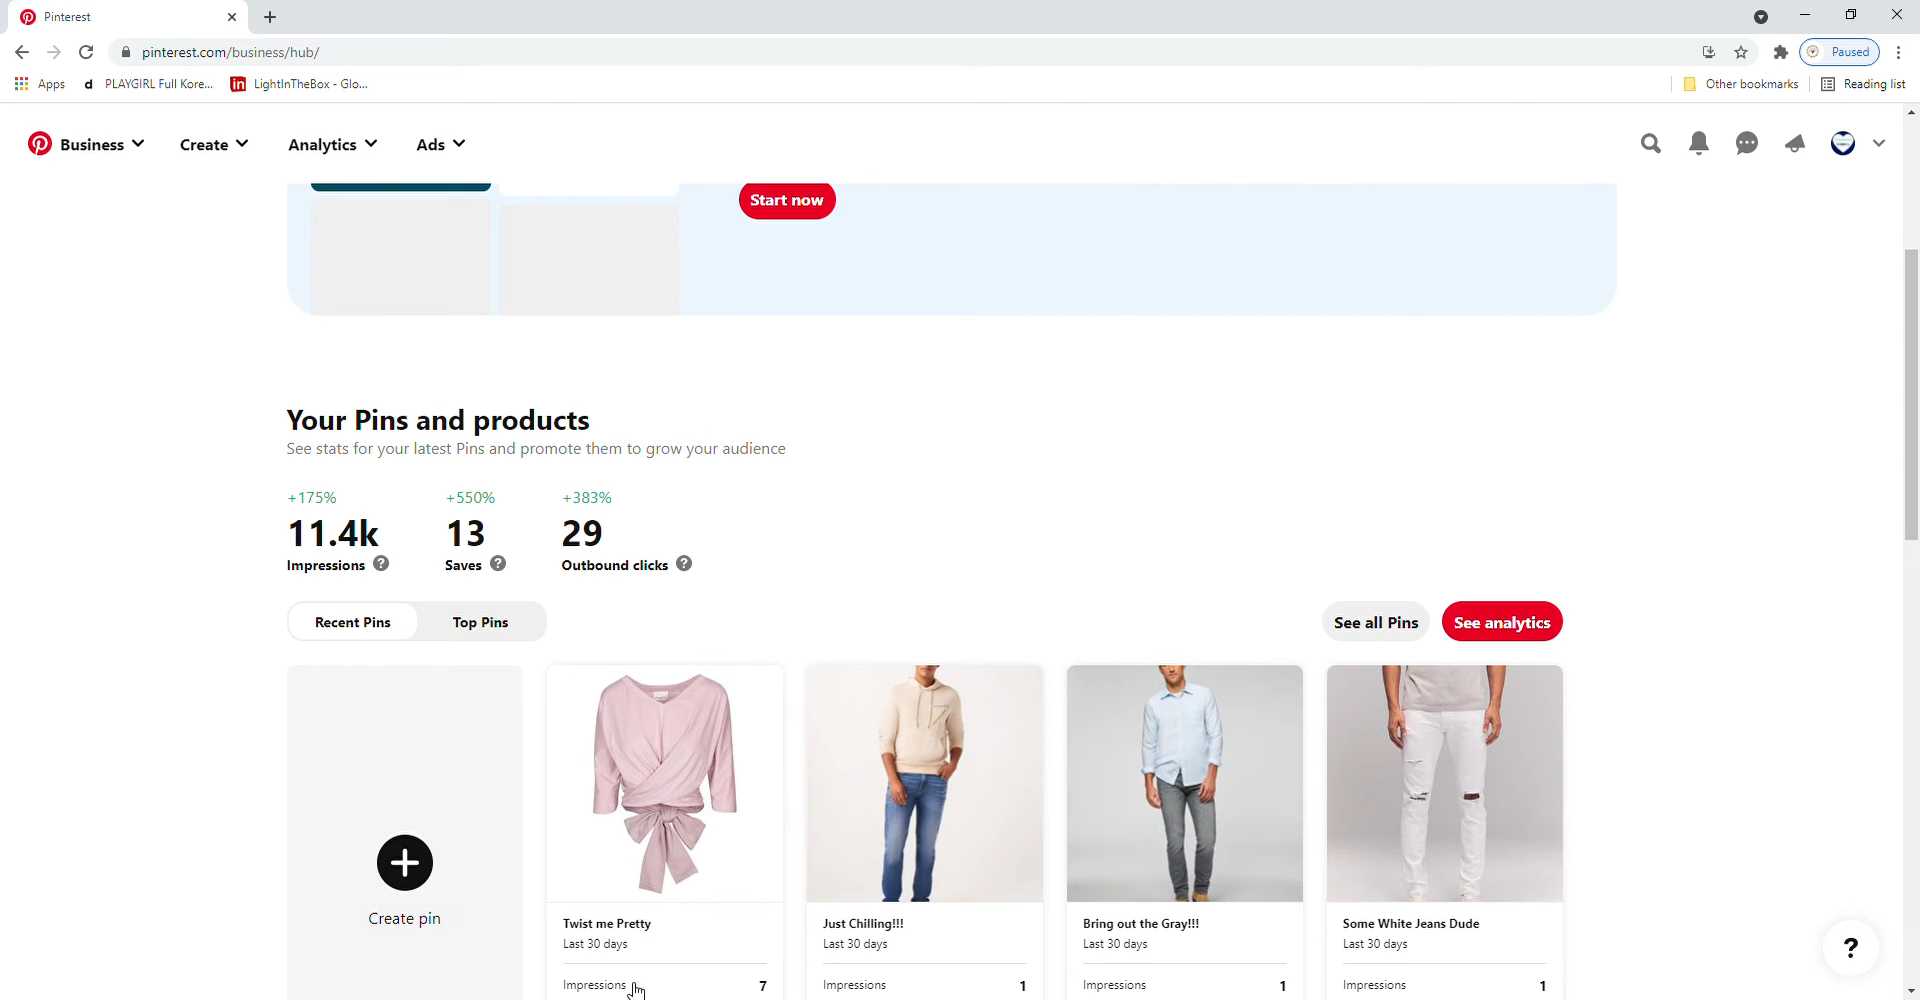 Pinterest
pinterest.com/business/hub/
Paused
Apps
d PLAYGIRL Full Kore...
in LightInTheBox - Glo...
Other bookmarks
Reading list
Business
Create
Analytics
Ads
Start now
Your Pins and products
See stats for your latest Pins and promote them to grow your audience
+175% +550% +383%
11.4k 13 29
Impressions ? Saves ? Outbound clicks ?
Recent Pins
Top Pins
See all Pins
See analytics
Create pin
Twist me Pretty
Last 30 days
Impressions 7
Just Chilling!!!
Last 30 days
Impressions 1
Bring out the Gray!!!
Last 30 days
Impressions 1
Some White Jeans Dude
Last 30 days
Impressions 1
?